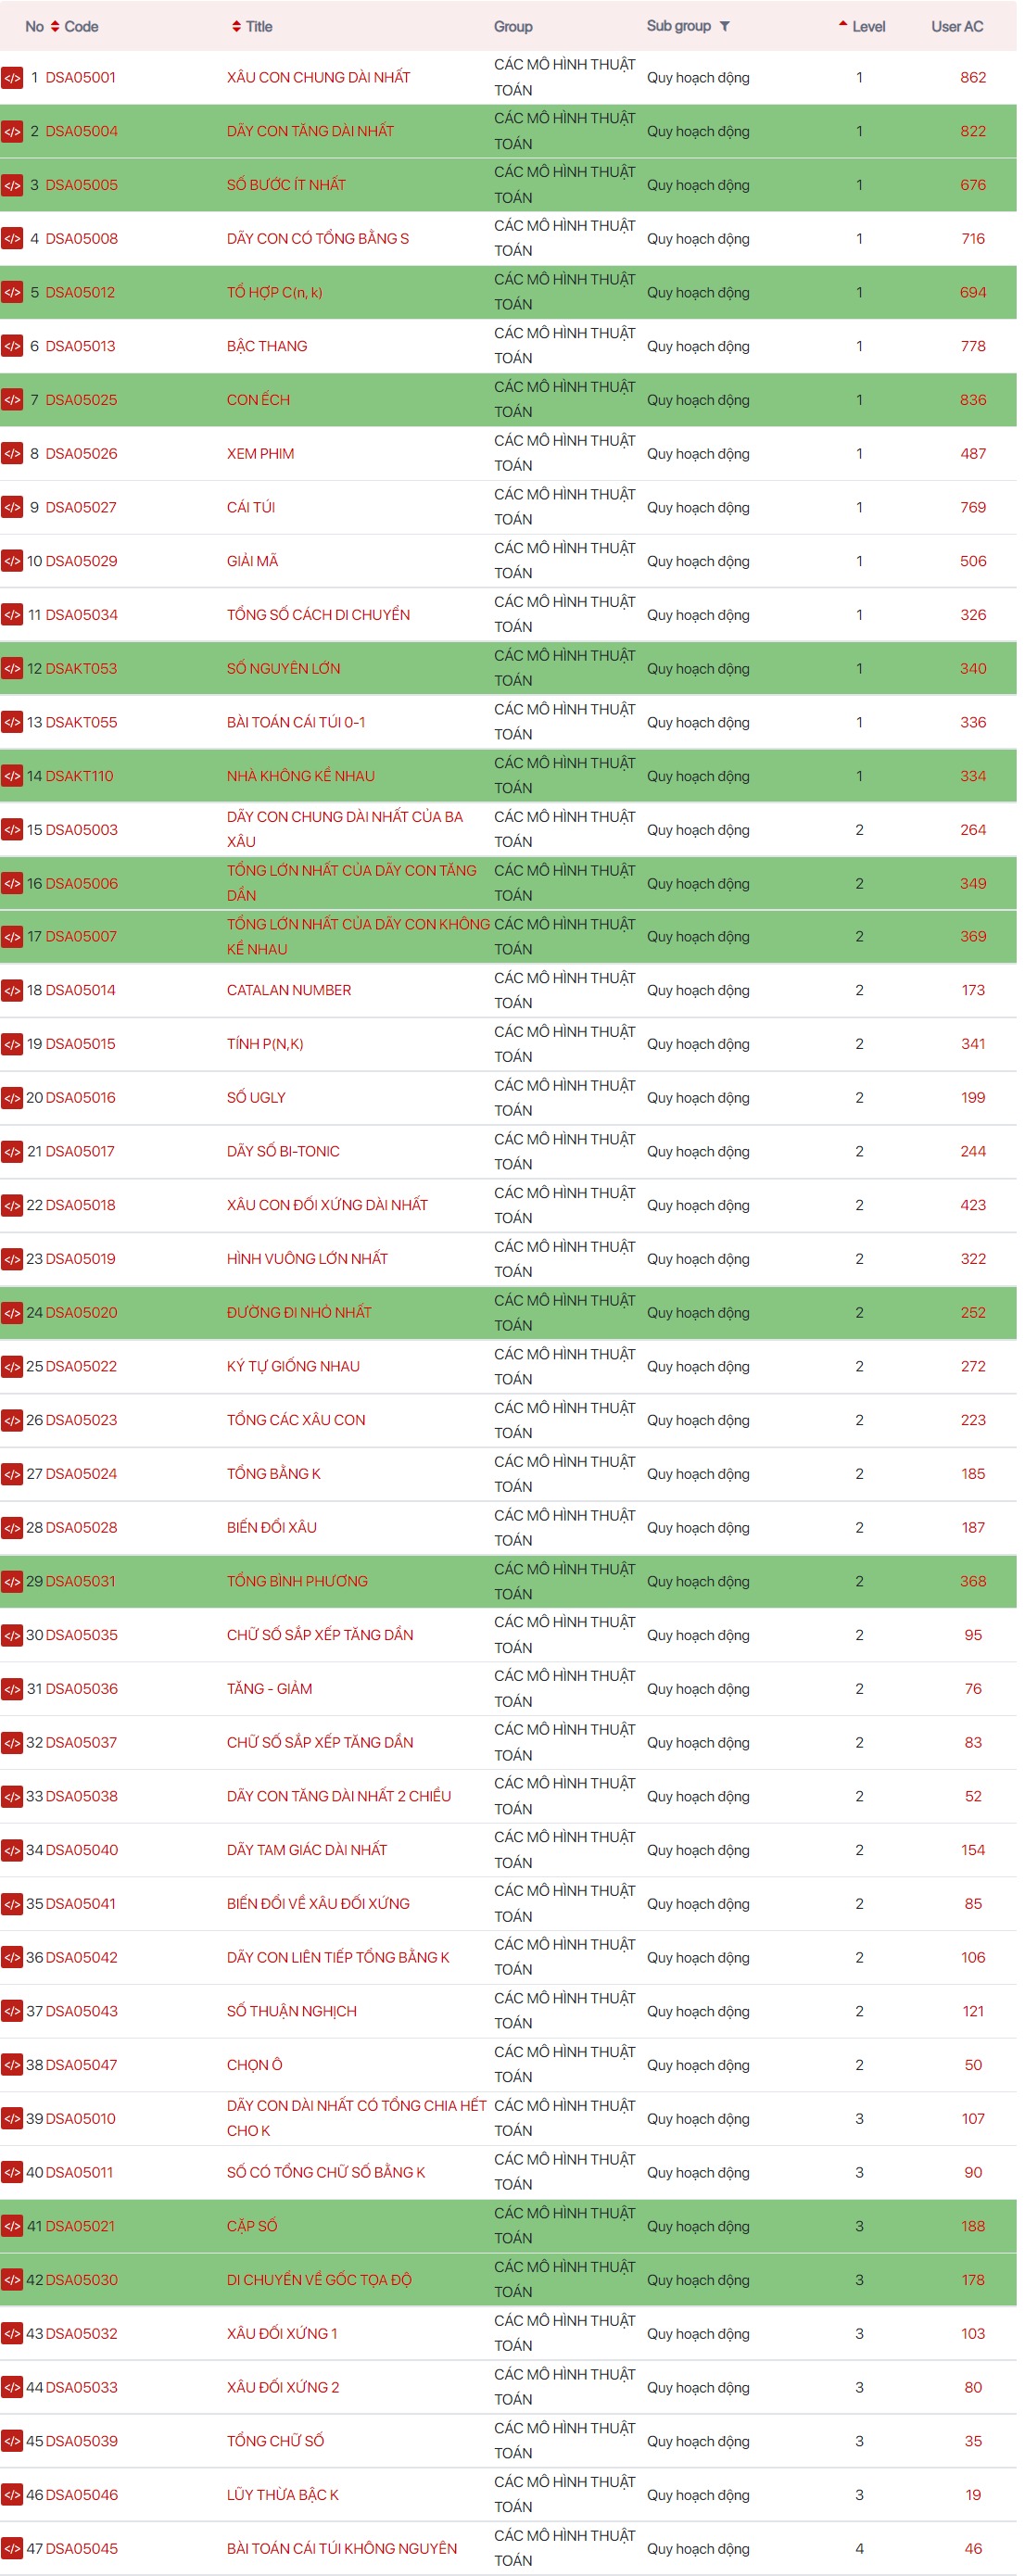 No Code Title Group Sub group Level User AC
1 DSA05001 XÂU CON CHUNG DÀI NHẤT CÁC MÔ HÌNH THUẬT TOÁN Quy hoạch động 1 862
2 DSA05004 DÃY CON TĂNG DÀI NHẤT CÁC MÔ HÌNH THUẬT TOÁN Quy hoạch động 1 822
3 DSA05005 SỐ BƯỚC ÍT NHẤT CÁC MÔ HÌNH THUẬT TOÁN Quy hoạch động 1 676
4 DSA05008 DÃY CON CÓ TỔNG BẰNG S CÁC MÔ HÌNH THUẬT TOÁN Quy hoạch động 1 716
5 DSA05012 TỔ HỢP C(n, k) CÁC MÔ HÌNH THUẬT TOÁN Quy hoạch động 1 694
6 DSA05013 BẬC THANG CÁC MÔ HÌNH THUẬT TOÁN Quy hoạch động 1 778
7 DSA05025 CON ẾCH CÁC MÔ HÌNH THUẬT TOÁN Quy hoạch động 1 836
8 DSA05026 XEM PHIM CÁC MÔ HÌNH THUẬT TOÁN Quy hoạch động 1 487
9 DSA05027 CÁI TÚI CÁC MÔ HÌNH THUẬT TOÁN Quy hoạch động 1 769
10 DSA05029 GIẢI MÃ CÁC MÔ HÌNH THUẬT TOÁN Quy hoạch động 1 506
11 DSA05034 TỔNG SỐ CÁCH DI CHUYỂN CÁC MÔ HÌNH THUẬT TOÁN Quy hoạch động 1 326
12 DSAKT053 SỐ NGUYÊN LỚN CÁC MÔ HÌNH THUẬT TOÁN Quy hoạch động 1 340
13 DSAKT055 BÀI TOÁN CÁI TÚI 0-1 CÁC MÔ HÌNH THUẬT TOÁN Quy hoạch động 1 336
14 DSAKT110 NHÀ KHÔNG KỀ NHAU CÁC MÔ HÌNH THUẬT TOÁN Quy hoạch động 1 334
15 DSA05003 DÃY CON CHUNG DÀI NHẤT CỦA BA XÂU CÁC MÔ HÌNH THUẬT TOÁN Quy hoạch động 2 264
16 DSA05006 TỔNG LỚN NHẤT CỦA DÃY CON TĂNG DẦN CÁC MÔ HÌNH THUẬT TOÁN Quy hoạch động 2 349
17 DSA05007 TỔNG LỚN NHẤT CỦA DÃY CON KHÔNG KỀ NHAU CÁC MÔ HÌNH THUẬT TOÁN Quy hoạch động 2 369
18 DSA05014 CATALAN NUMBER CÁC MÔ HÌNH THUẬT TOÁN Quy hoạch động 2 173
19 DSA05015 TÍNH P(N,K) CÁC MÔ HÌNH THUẬT TOÁN Quy hoạch động 2 341
20 DSA05016 SỐ UGLY CÁC MÔ HÌNH THUẬT TOÁN Quy hoạch động 2 199
21 DSA05017 DÃY SỐ BI-TONIC CÁC MÔ HÌNH THUẬT TOÁN Quy hoạch động 2 244
22 DSA05018 XÂU CON ĐỐI XỨNG DÀI NHẤT CÁC MÔ HÌNH THUẬT TOÁN Quy hoạch động 2 423
23 DSA05019 HÌNH VUÔNG LỚN NHẤT CÁC MÔ HÌNH THUẬT TOÁN Quy hoạch động 2 322
24 DSA05020 ĐƯỜNG ĐI NHỎ NHẤT CÁC MÔ HÌNH THUẬT TOÁN Quy hoạch động 2 252
25 DSA05022 KÝ TỰ GIỐNG NHAU CÁC MÔ HÌNH THUẬT TOÁN Quy hoạch động 2 272
26 DSA05023 TỔNG CÁC XÂU CON CÁC MÔ HÌNH THUẬT TOÁN Quy hoạch động 2 223
27 DSA05024 TỔNG BẰNG K CÁC MÔ HÌNH THUẬT TOÁN Quy hoạch động 2 185
28 DSA05028 BIẾN ĐỔI XÂU CÁC MÔ HÌNH THUẬT TOÁN Quy hoạch động 2 187
29 DSA05031 TỔNG BÌNH PHƯƠNG CÁC MÔ HÌNH THUẬT TOÁN Quy hoạch động 2 368
30 DSA05035 CHỮ SỐ SẮP XẾP TĂNG DẦN CÁC MÔ HÌNH THUẬT TOÁN Quy hoạch động 2 95
31 DSA05036 TĂNG - GIẢM CÁC MÔ HÌNH THUẬT TOÁN Quy hoạch động 2 76
32 DSA05037 CHỮ SỐ SẮP XẾP TĂNG DẦN CÁC MÔ HÌNH THUẬT TOÁN Quy hoạch động 2 83
33 DSA05038 DÃY CON TĂNG DÀI NHẤT 2 CHIỀU CÁC MÔ HÌNH THUẬT TOÁN Quy hoạch động 2 52
34 DSA05040 DÃY TAM GIÁC DÀI NHẤT CÁC MÔ HÌNH THUẬT TOÁN Quy hoạch động 2 154
35 DSA05041 BIẾN ĐỔI VỀ XÂU ĐỐI XỨNG CÁC MÔ HÌNH THUẬT TOÁN Quy hoạch động 2 85
36 DSA05042 DÃY CON LIÊN TIẾP TỔNG BẰNG K CÁC MÔ HÌNH THUẬT TOÁN Quy hoạch động 2 106
37 DSA05043 SỐ THUẬN NGHỊCH CÁC MÔ HÌNH THUẬT TOÁN Quy hoạch động 2 121
38 DSA05047 CHỌN Ô CÁC MÔ HÌNH THUẬT TOÁN Quy hoạch động 2 50
39 DSA05010 DÃY CON DÀI NHẤT CÓ TỔNG CHIA HẾT CHO K CÁC MÔ HÌNH THUẬT TOÁN Quy hoạch động 3 107
40 DSA05011 SỐ CÓ TỔNG CHỮ SỐ BẰNG K CÁC MÔ HÌNH THUẬT TOÁN Quy hoạch động 3 90
41 DSA05021 CẶP SỐ CÁC MÔ HÌNH THUẬT TOÁN Quy hoạch động 3 188
42 DSA05030 DI CHUYỂN VỀ GỐC TỌA ĐỘ CÁC MÔ HÌNH THUẬT TOÁN Quy hoạch động 3 178
43 DSA05032 XÂU ĐỐI XỨNG 1 CÁC MÔ HÌNH THUẬT TOÁN Quy hoạch động 3 103
44 DSA05033 XÂU ĐỐI XỨNG 2 CÁC MÔ HÌNH THUẬT TOÁN Quy hoạch động 3 80
45 DSA05039 TỔNG CHỮ SỐ CÁC MÔ HÌNH THUẬT TOÁN Quy hoạch động 3 35
46 DSA05046 LŨY THỪA BẬC K CÁC MÔ HÌNH THUẬT TOÁN Quy hoạch động 3 19
47 DSA05045 BÀI TOÁN CÁI TÚI KHÔNG NGUYÊN CÁC MÔ HÌNH THUẬT TOÁN Quy hoạch động 4 46